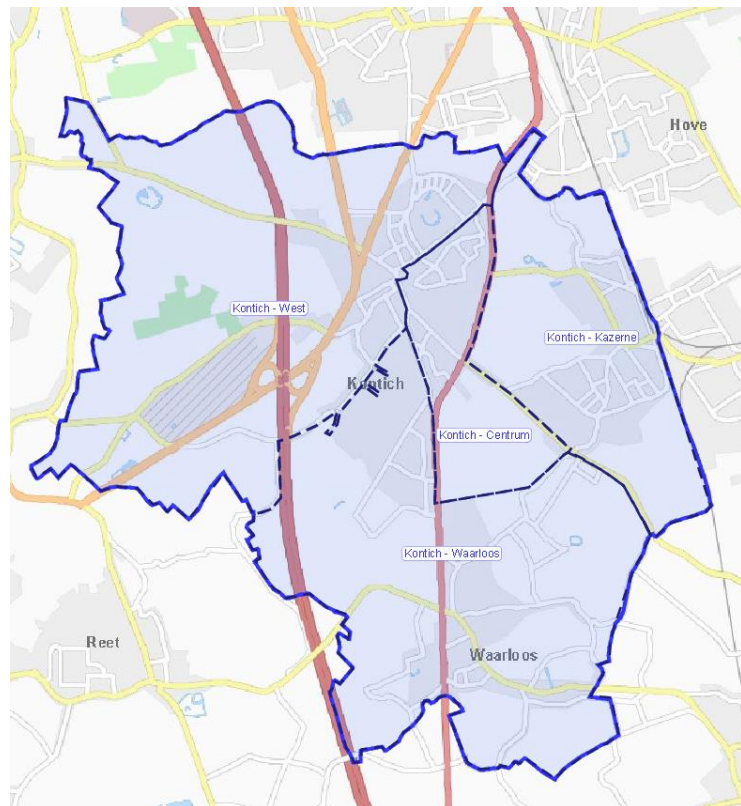 Hove
Kontich - West
Kontich - Kazerne
Kontich
Kontich - Centrum
Kontich - Waarloos
Reet
Waarloos